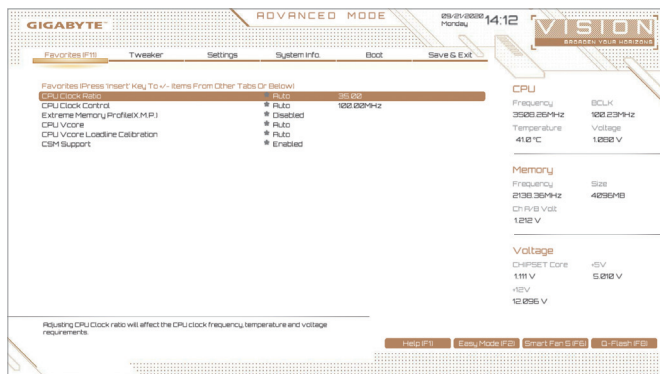 GIGABYTE™
ADVANCED MODE
09/21/2020
Monday
14:12
VISION
BROADEN YOUR HORIZONS
Favorites (F11)
Tweaker
Settings
System Info.
Boot
Save & Exit
Favorites (Press 'Insert' Key To +/- Items From Other Tabs Or Below)
CPU Clock Ratio Auto 35.00
CPU Clock Control Auto 100.00MHz
Extreme Memory Profile(X.M.P.) Disabled
CPU Vcore Auto
CPU Vcore Loadline Calibration Auto
CSM Support Enabled
CPU
Frequency BCLK
3508.26MHz 100.23MHz
Temperature Voltage
41.0 °C 1.080 V
Memory
Frequency Size
2138.36MHz 4096MB
Ch A/B Volt
1.212 V
Voltage
CHIPSET Core +5V
1.111 V 5.010 V
+12V
12.096 V
Adjusting CPU Clock ratio will affect the CPU clock frequency, temperature and voltage
requirements.
Help (F1)
Easy Mode (F2)
Smart Fan 5 (F6)
Q-Flash (F8)